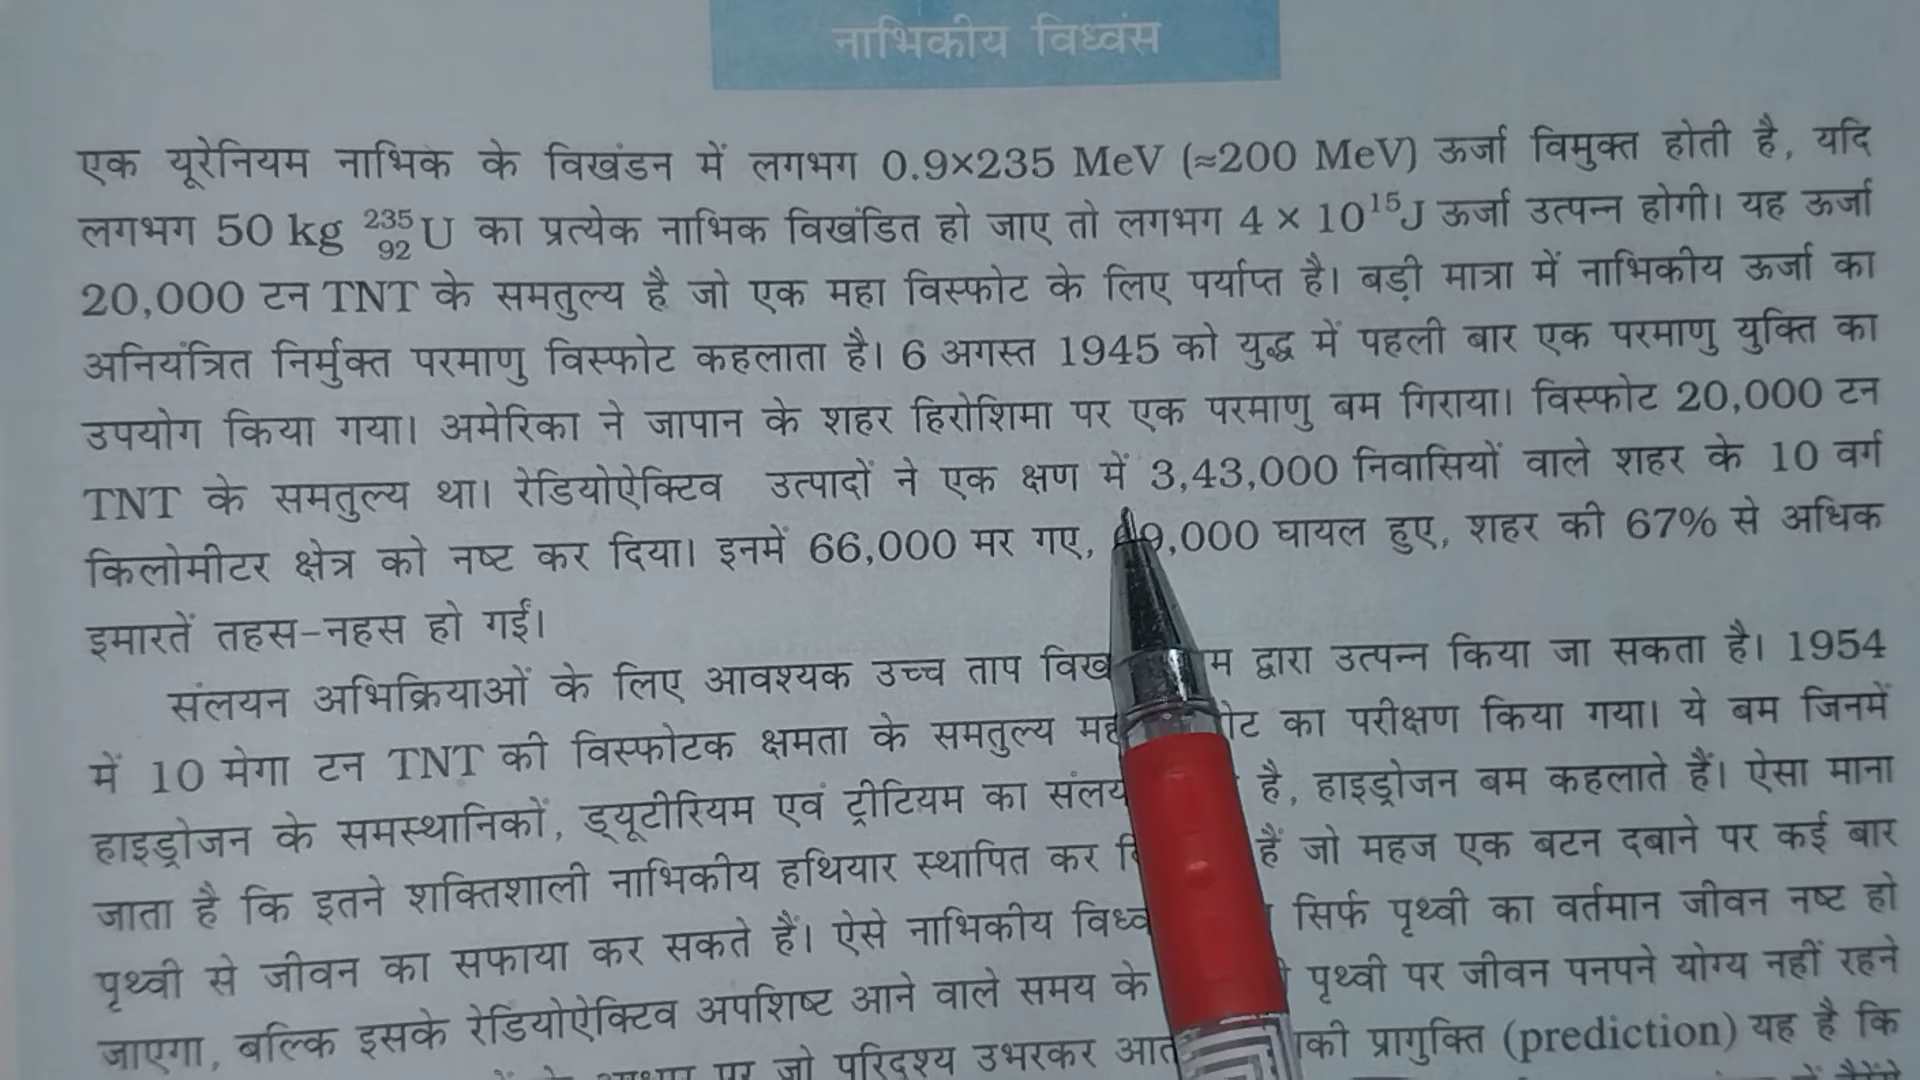 नाभिकीय विध्वंस
एक यूरेनियम नाभिक के विखंडन में लगभग 0.9×235 MeV (≈200 MeV) ऊर्जा विमुक्त होती है, यदि
लगभग 50 kg ²³⁵₉₂U का प्रत्येक नाभिक विखंडित हो जाए तो लगभग 4 × 10¹⁵J ऊर्जा उत्पन्न होगी। यह ऊर्जा
20,000 टन TNT के समतुल्य है जो एक महा विस्फोट के लिए पर्याप्त है। बड़ी मात्रा में नाभिकीय ऊर्जा का
अनियंत्रित निर्मुक्त परमाणु विस्फोट कहलाता है। 6 अगस्त 1945 को युद्ध में पहली बार एक परमाणु युक्ति का
उपयोग किया गया। अमेरिका ने जापान के शहर हिरोशिमा पर एक परमाणु बम गिराया। विस्फोट 20,000 टन
TNT के समतुल्य था। रेडियोऐक्टिव उत्पादों ने एक क्षण में 3,43,000 निवासियों वाले शहर के 10 वर्ग
किलोमीटर क्षेत्र को नष्ट कर दिया। इनमें 66,000 मर गए, घायल हुए, शहर की 67% से अधिक
इमारतें तहस-नहस हो गईं।
संलयन अभिक्रियाओं के लिए आवश्यक उच्च ताप द्वारा उत्पन्न किया जा सकता है। 1954
में 10 मेगा टन TNT की विस्फोटक क्षमता के समतुल्य का परीक्षण किया गया। ये बम जिनमें
हाइड्रोजन के समस्थानिकों, ड्यूटीरियम एवं ट्रीटियम का है, हाइड्रोजन बम कहलाते हैं। ऐसा माना
जाता है कि इतने शक्तिशाली नाभिकीय हथियार स्थापित कर हैं जो महज एक बटन दबाने पर कई बार
पृथ्वी से जीवन का सफाया कर सकते हैं। ऐसे नाभिकीय सिर्फ पृथ्वी का वर्तमान जीवन नष्ट हो
जाएगा, बल्कि इसके रेडियोऐक्टिव अपशिष्ट आने वाले समय के पृथ्वी पर जीवन पनपने योग्य नहीं रहने
जो परिदृश्य उभरकर प्रागुक्ति (prediction) यह है कि